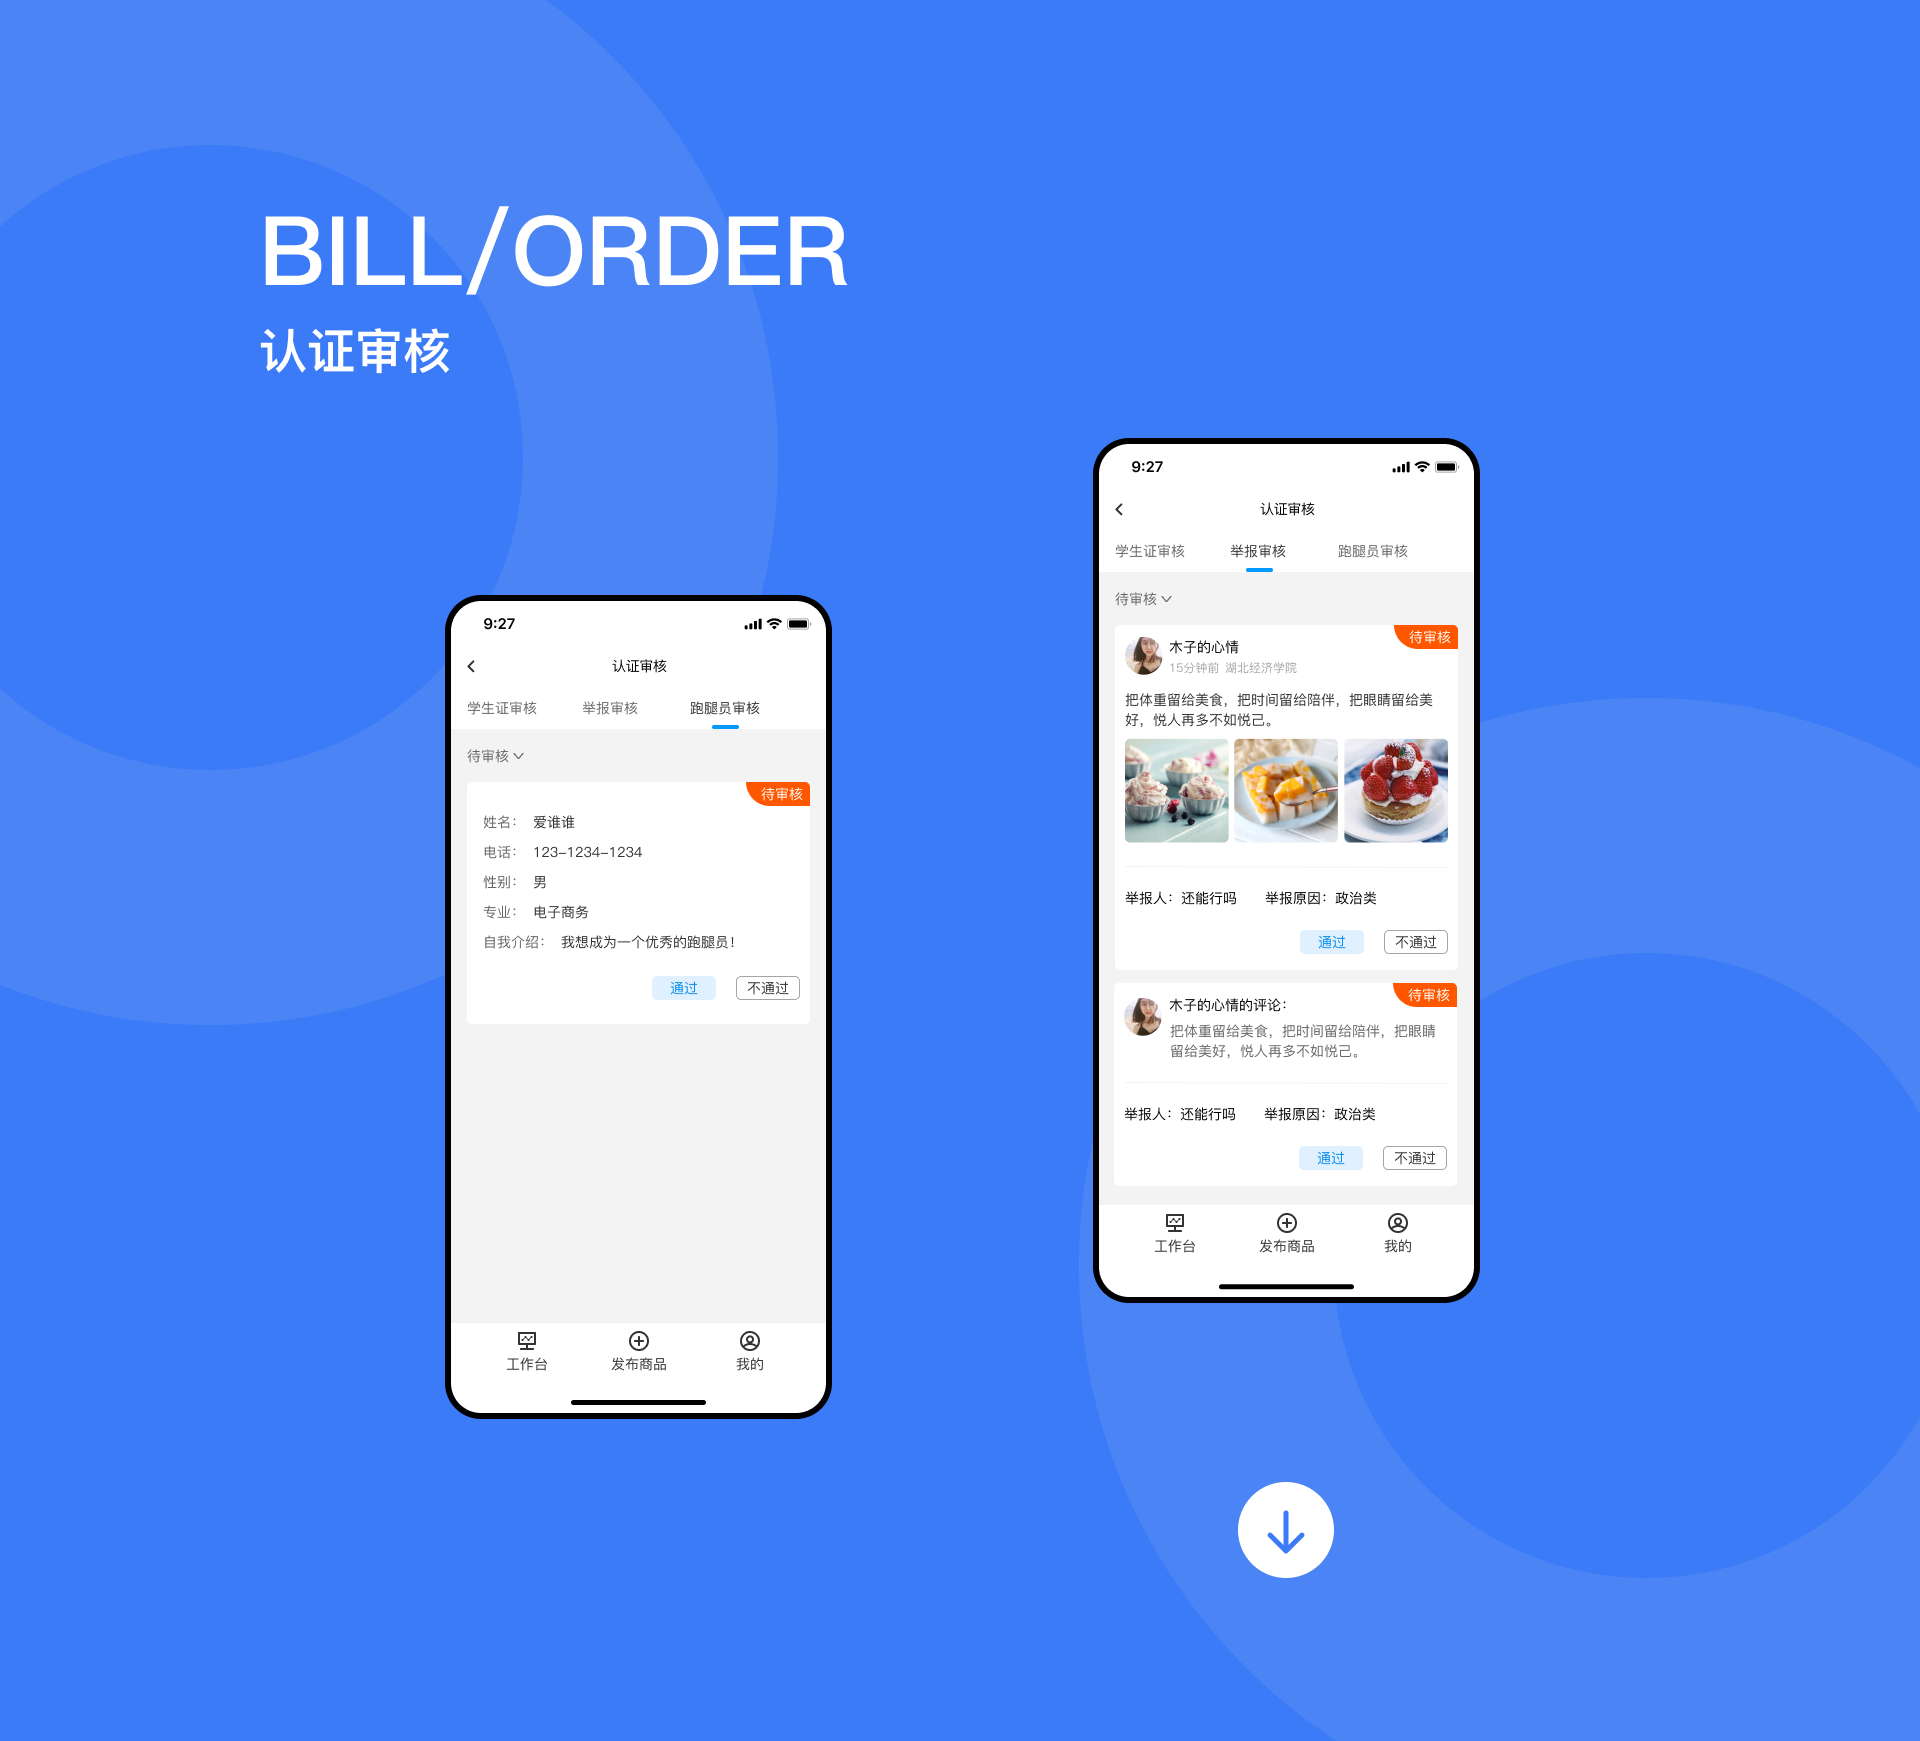 BILL/ORDER
认证审核
9:27
认证审核
学生证审核 举报审核 跑腿员审核
待审核
待审核
姓名： 爱谁谁
电话： 123-1234-1234
性别： 男
专业： 电子商务
自我介绍： 我想成为一个优秀的跑腿员！
通过 不通过
工作台 发布商品 我的
9:27
认证审核
学生证审核 举报审核 跑腿员审核
待审核
待审核
木子的心情
15分钟前 湖北经济学院
把体重留给美食，把时间留给陪伴，把眼睛留给美
好，悦人再多不如悦己。
举报人：还能行吗 举报原因：政治类
通过 不通过
待审核
木子的心情的评论：
把体重留给美食，把时间留给陪伴，把眼睛
留给美好，悦人再多不如悦己。
举报人：还能行吗 举报原因：政治类
通过 不通过
工作台 发布商品 我的